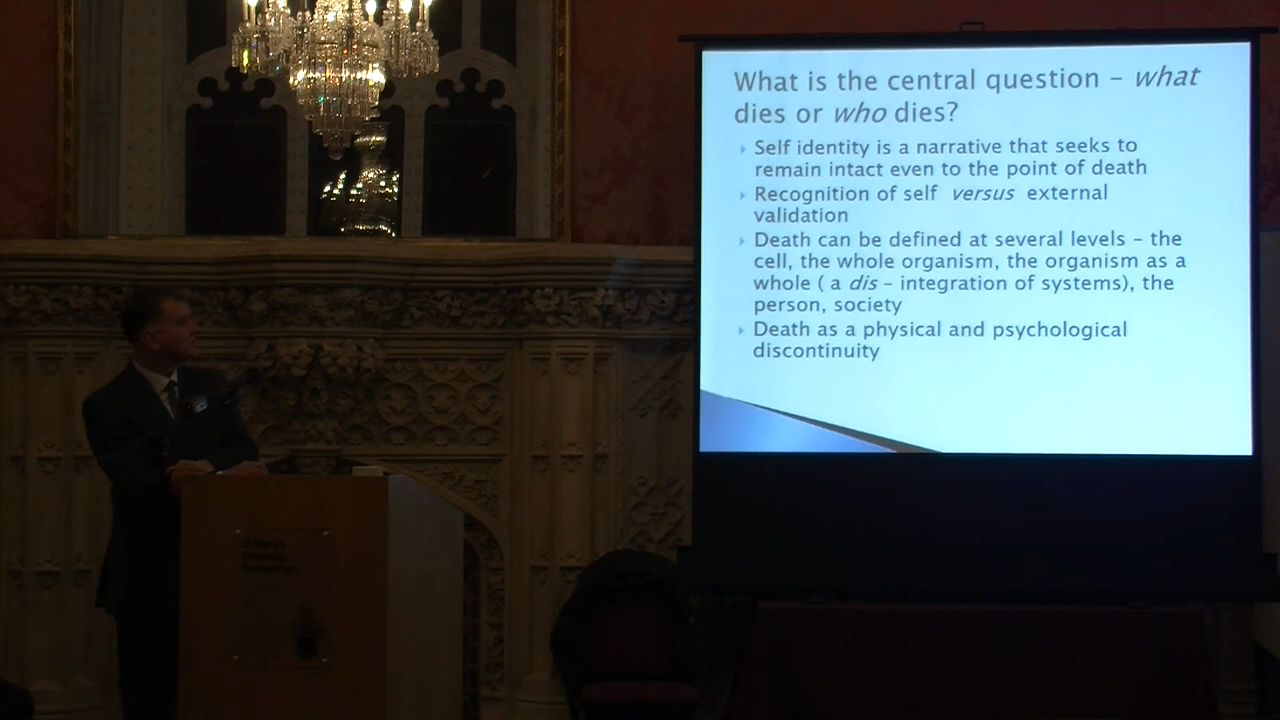 What is the central question – what
dies or who dies?
Self identity is a narrative that seeks to
remain intact even to the point of death
Recognition of self versus external
validation
Death can be defined at several levels – the
cell, the whole organism, the organism as a
whole ( a dis – integration of systems), the
person, society
Death as a physical and psychological
discontinuity
St Mary's
University